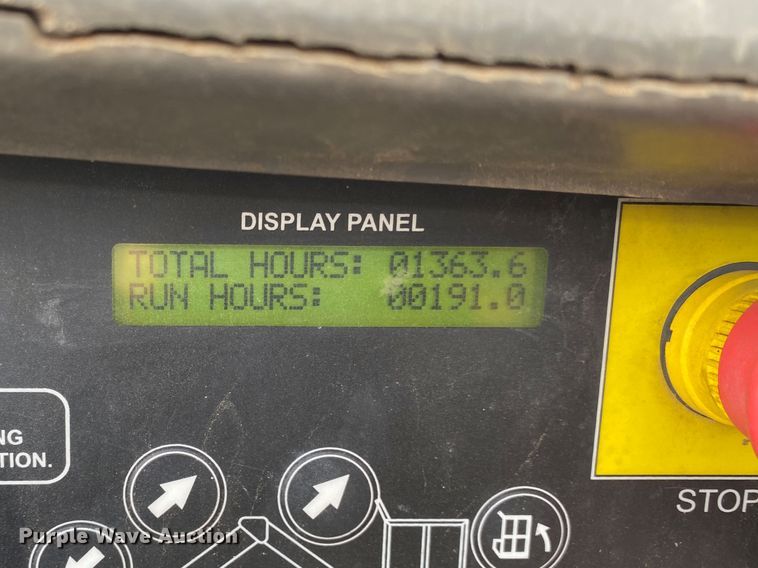 DISPLAY PANEL
TOTAL HOURS: 01363.6
RUN HOURS: 00191.0
NG
TION.
STOP
Purple Wave Auction